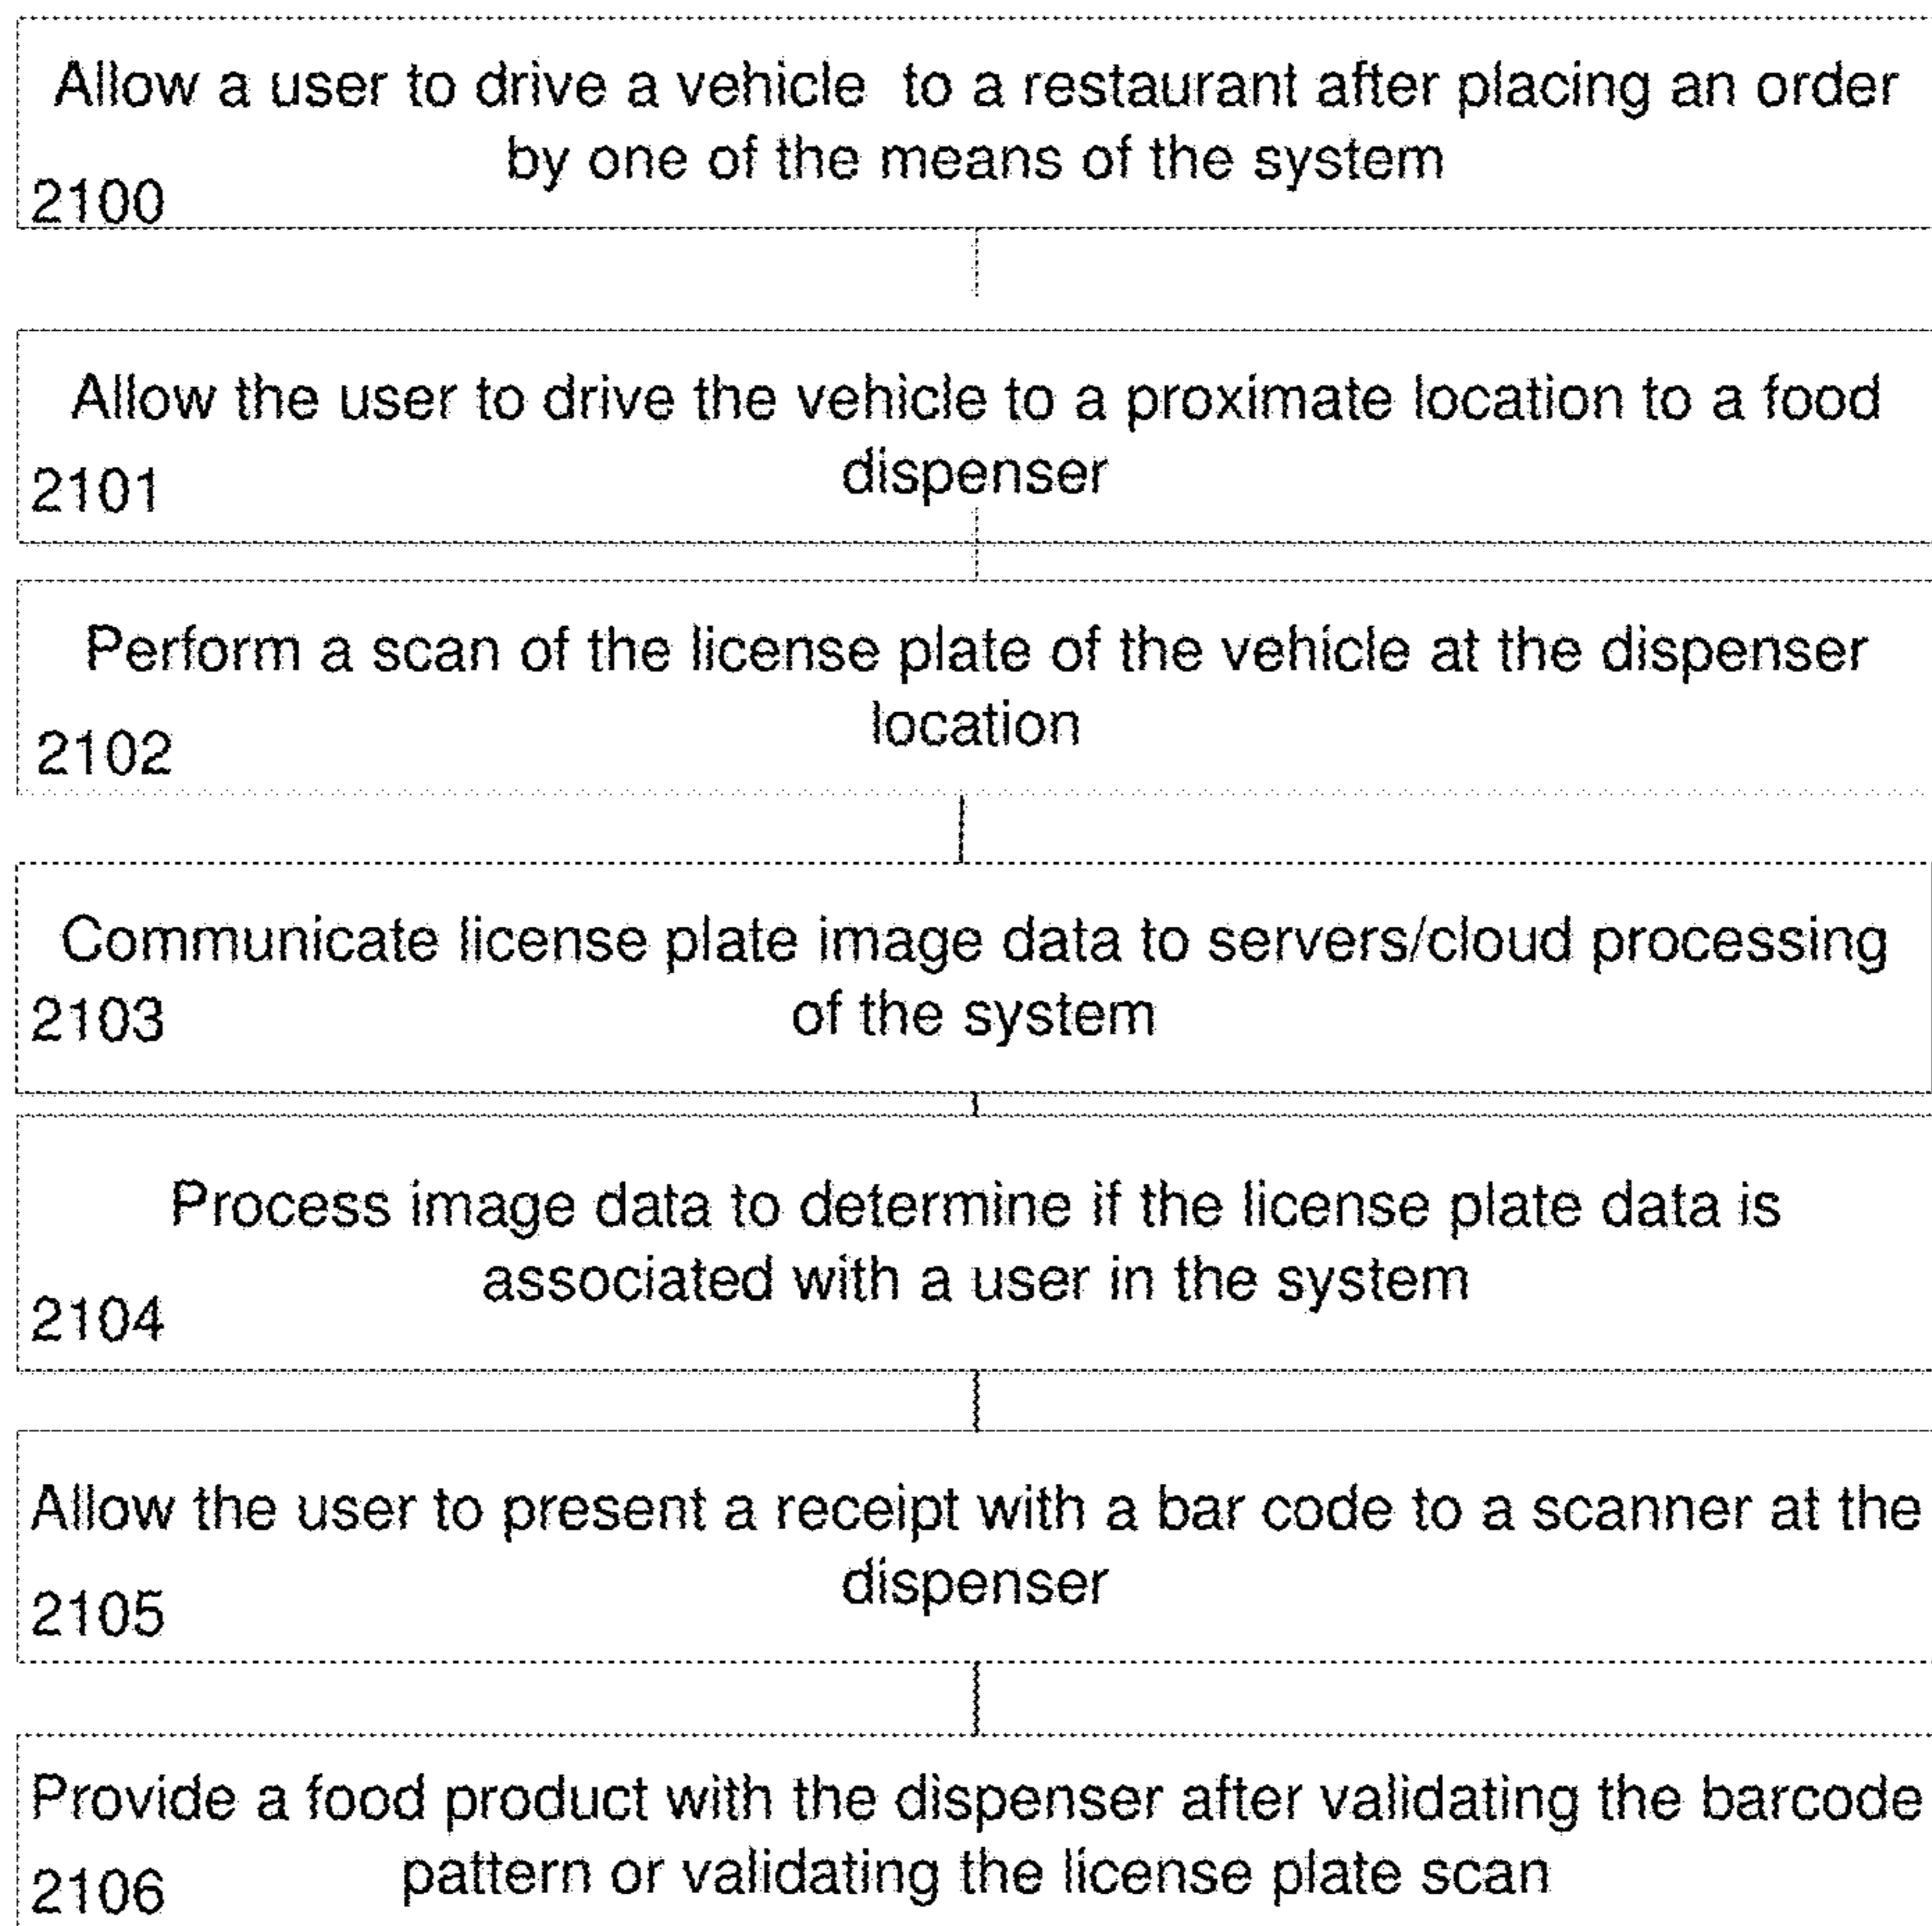 Allow a user to drive a vehicle to a restaurant after placing an order
by one of the means of the system
2100
Allow the user to drive the vehicle to a proximate location to a food
dispenser
2101
Perform a scan of the license plate of the vehicle at the dispenser
location
2102
Communicate license plate image data to servers/cloud processing
of the system
2103
Process image data to determine if the license plate data is
associated with a user in the system
2104
Allow the user to present a receipt with a bar code to a scanner at the
dispenser
2105
Provide a food product with the dispenser after validating the barcode
pattern or validating the license plate scan
2106